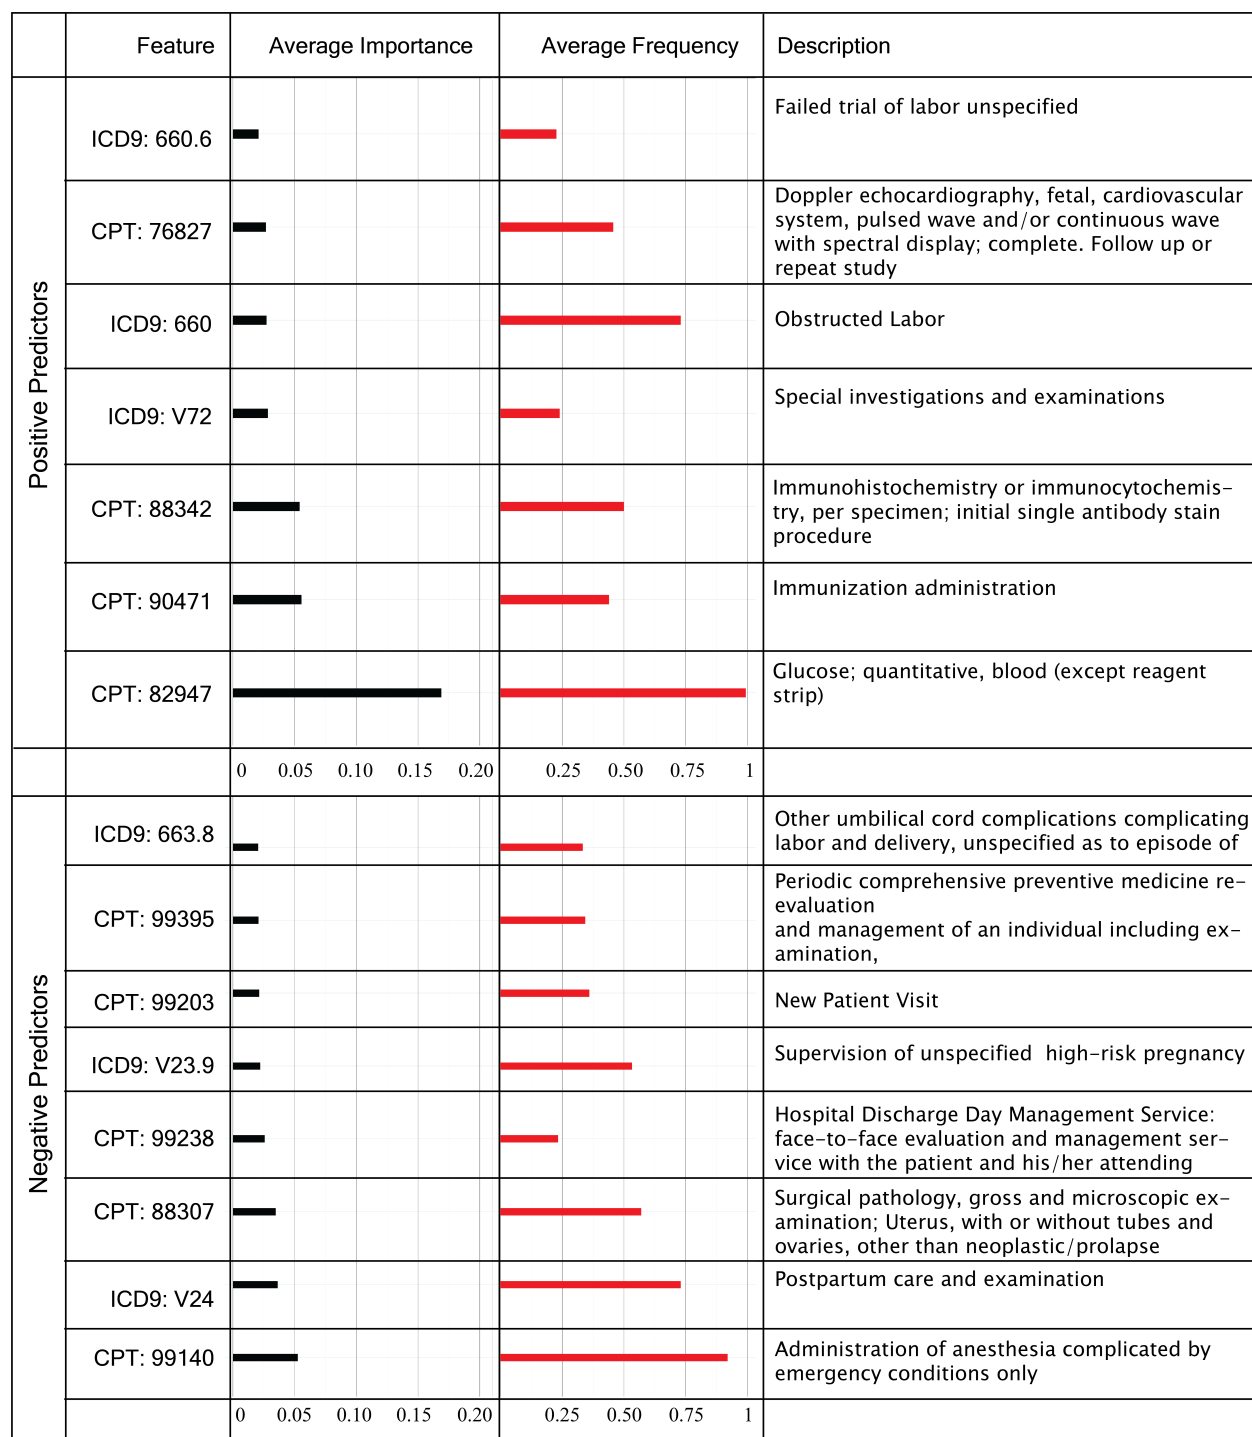 Feature Average Importance Average Frequency Description
Positive Predictors
ICD9: 660.6
Failed trial of labor unspecified
CPT: 76827
Doppler echocardiography, fetal, cardiovascular
system, pulsed wave and/or continuous wave
with spectral display; complete. Follow up or
repeat study
ICD9: 660
Obstructed Labor
ICD9: V72
Special investigations and examinations
CPT: 88342
Immunohistochemistry or immunocytochemis-
try, per specimen; initial single antibody stain
procedure
CPT: 90471
Immunization administration
CPT: 82947
Glucose; quantitative, blood (except reagent
strip)
0 0.05 0.10 0.15 0.20 0.25 0.50 0.75 1
Negative Predictors
ICD9: 663.8
Other umbilical cord complications complicating
labor and delivery, unspecified as to episode of
CPT: 99395
Periodic comprehensive preventive medicine re-
evaluation
and management of an individual including ex-
amination,
CPT: 99203
New Patient Visit
ICD9: V23.9
Supervision of unspecified high-risk pregnancy
CPT: 99238
Hospital Discharge Day Management Service:
face-to-face evaluation and management ser-
vice with the patient and his/her attending
CPT: 88307
Surgical pathology, gross and microscopic ex-
amination; Uterus, with or without tubes and
ovaries, other than neoplastic/prolapse
ICD9: V24
Postpartum care and examination
CPT: 99140
Administration of anesthesia complicated by
emergency conditions only
0 0.05 0.10 0.15 0.20 0.25 0.50 0.75 1